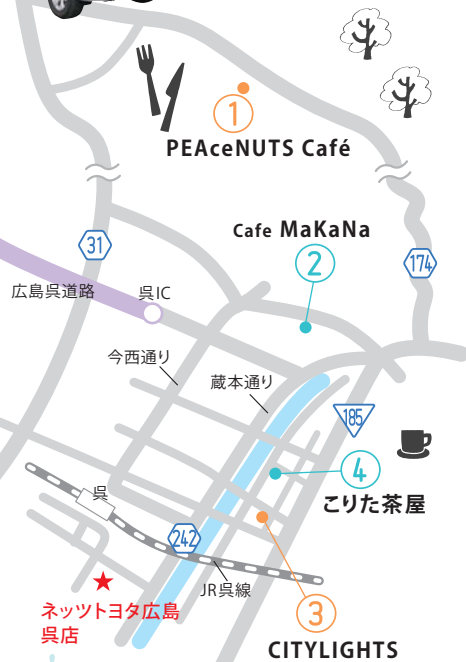 1
PEAceNUTS Café
Cafe MaKaNa
31
2
174
広島呉道路
呉IC
今西通り
蔵本通り
185
4
呉
こりた茶屋
242
JR呉線
ネッツトヨタ広島
呉店
3
CITYLIGHTS